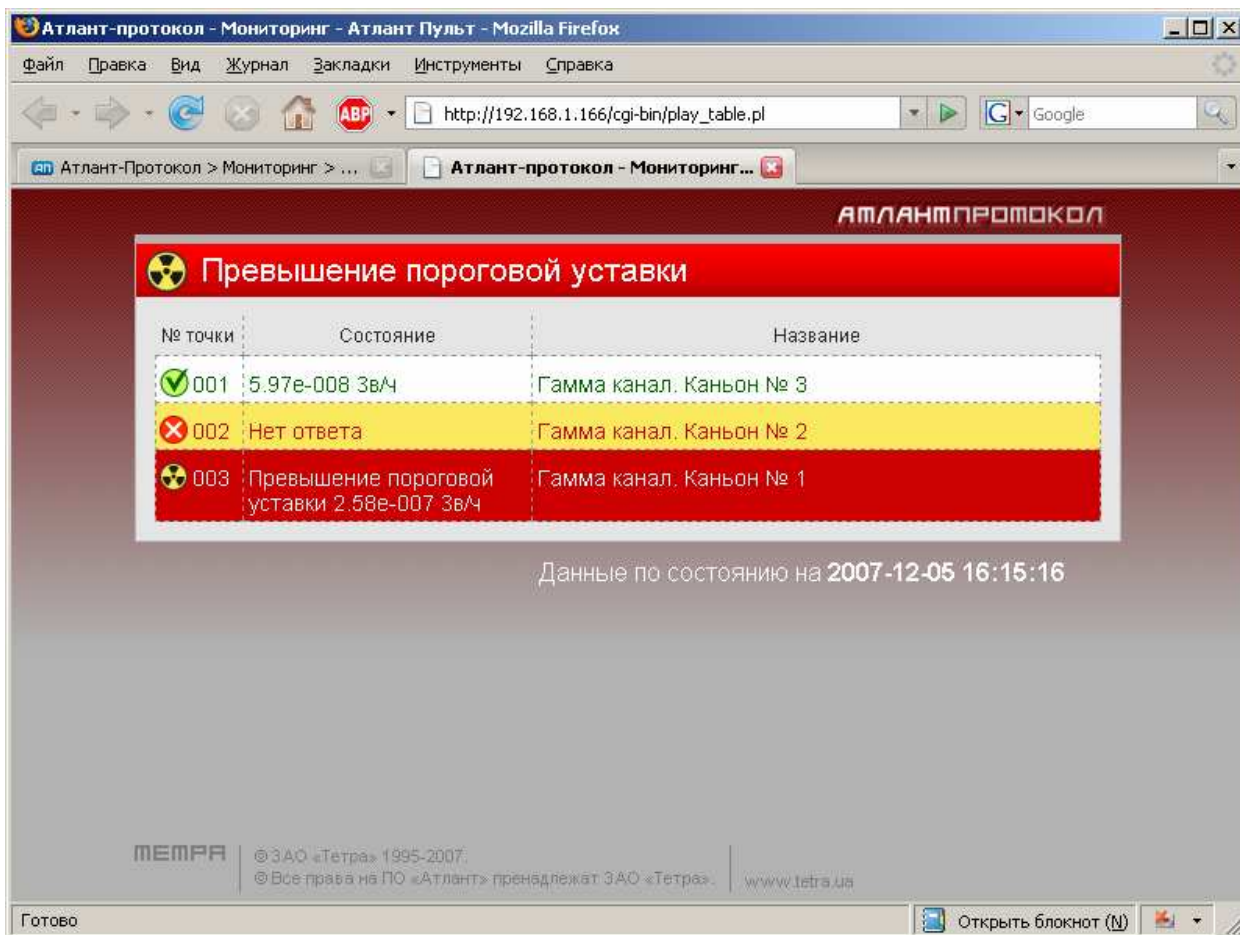 Атлант-протокол - Мониторинг - Атлант Пульт - Mozilla Firefox
Файл Правка Вид Журнал Закладки Инструменты Справка
ABP http://192.168.1.166/cgi-bin/play_table.pl G Google
АП Атлант-Протокол > Мониторинг > ... Атлант-протокол - Мониторинг...
АТЛАНТПРОТОКОЛ
Превышение пороговой уставки
№ точки Состояние Название
001 5.97e-008 Зв/ч Гамма канал. Каньон № 3
002 Нет ответа Гамма канал. Каньон № 2
003 Превышение пороговой Гамма канал. Каньон № 1
уставки 2.58e-007 Зв/ч
Данные по состоянию на 2007-12-05 16:15:16
ТЕТРА © ЗАО «Тетра» 1995-2007.
© Все права на ПО «Атлант» пренадлежат ЗАО «Тетра». www.tetra.ua
Готово Открыть блокнот (N)